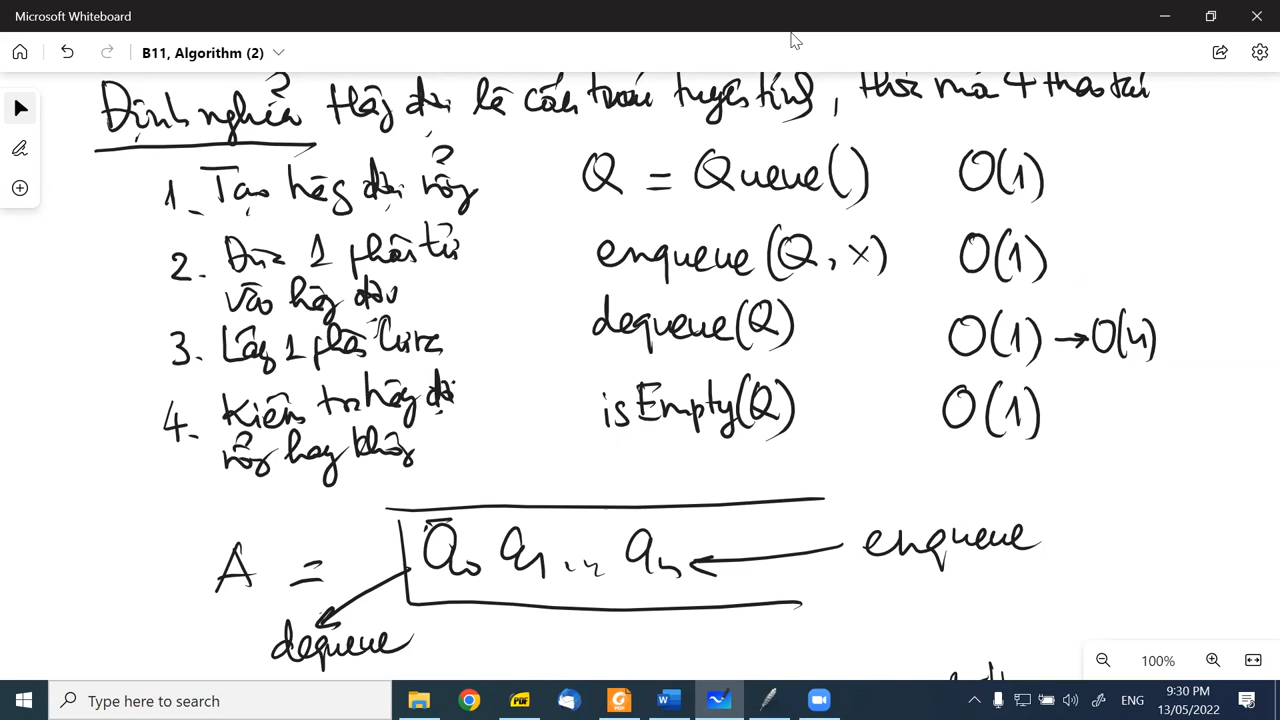 Microsoft Whiteboard
B11, Algorithm (2)
Định nghĩa Hàng đợi là cấu trúc tuyến tính, thỏa mãn 4 thao tác
1. Tạo hàng đợi rỗng Q = Queue() O(1)
2. Đưa 1 phần tử enqueue(Q, x) O(1)
vào hàng đợi
3. Lấy 1 phần tử ra dequeue(Q) O(1) → O(n)
4. Kiểm tra hàng đợi isEmpty(Q) O(1)
rỗng hay không
A = a₀ a₁ ... aₙ enqueue
dequeue
100%
Type here to search
ENG
9:30 PM
13/05/2022